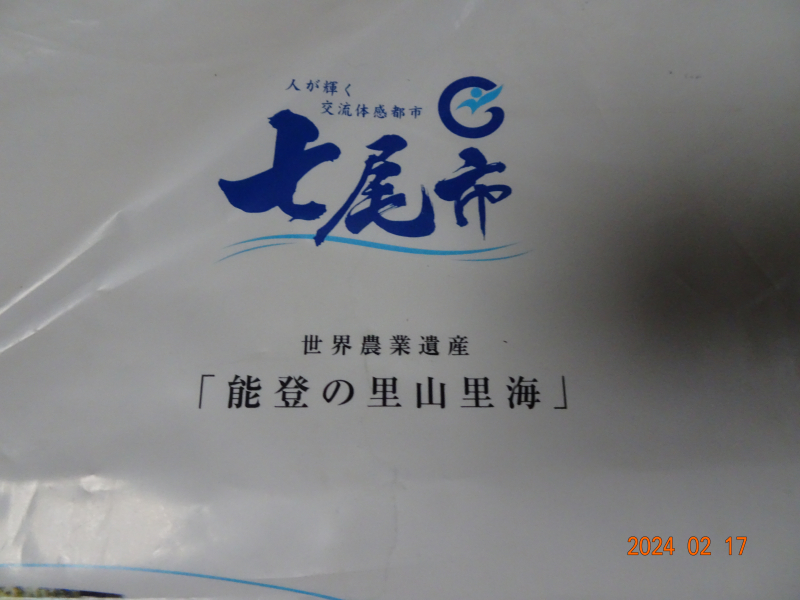 人が輝く
交流体感都市
七尾市
世界農業遺産
「能登の里山里海」
2024 02 17